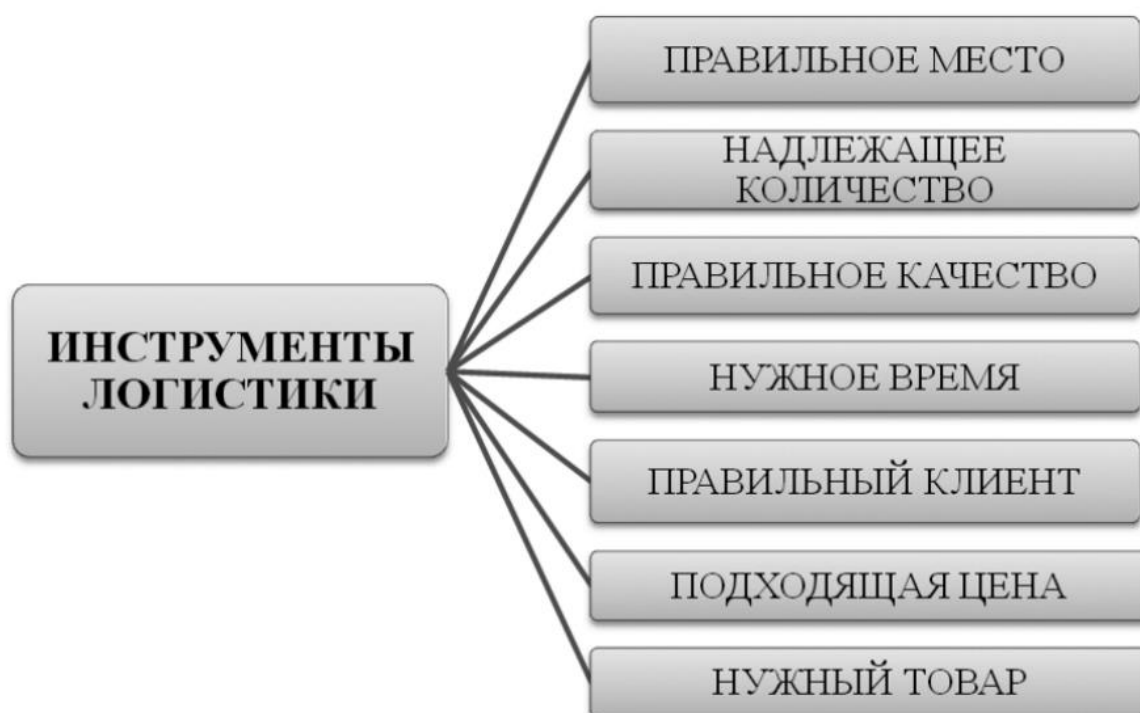 ИНСТРУМЕНТЫ
ЛОГИСТИКИ
ПРАВИЛЬНОЕ МЕСТО
НАДЛЕЖАЩЕЕ
КОЛИЧЕСТВО
ПРАВИЛЬНОЕ КАЧЕСТВО
НУЖНОЕ ВРЕМЯ
ПРАВИЛЬНЫЙ КЛИЕНТ
ПОДХОДЯЩАЯ ЦЕНА
НУЖНЫЙ ТОВАР